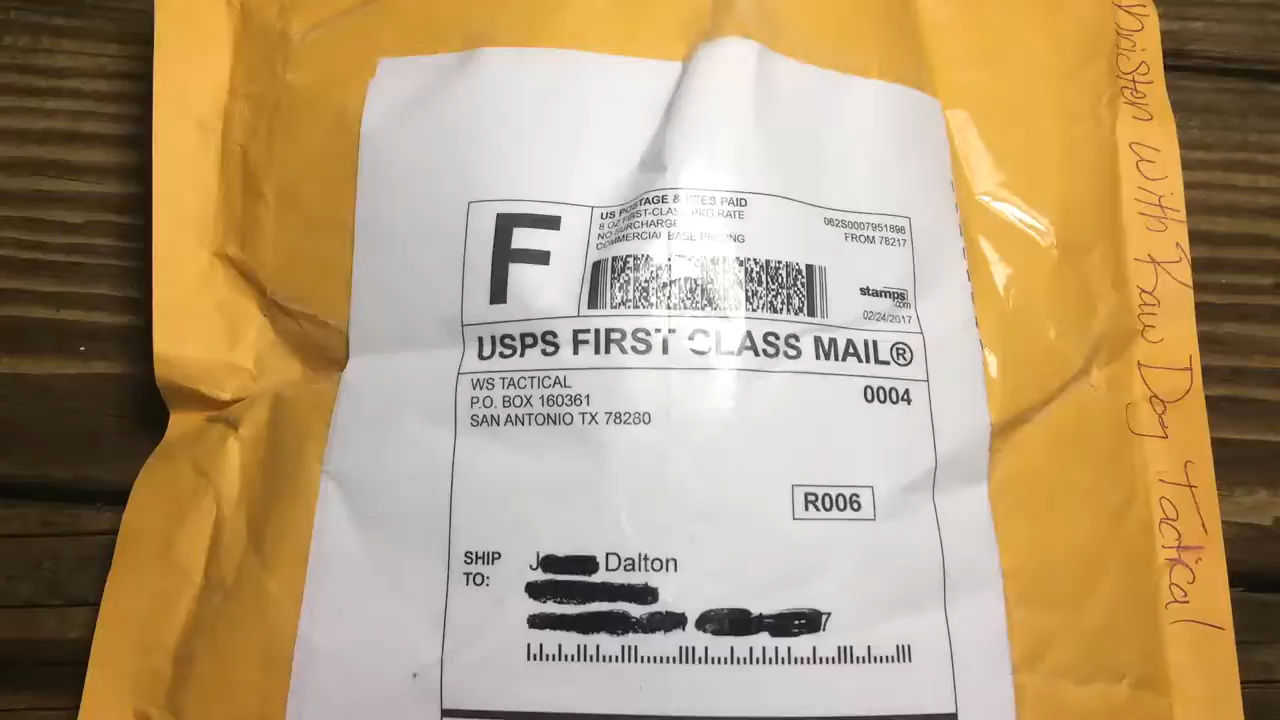 F
US POSTAGE & FEES PAID
8 OZ FIRST-CLASS PKG RATE
NO SURCHARGE
COMMERCIAL BASE PRICING
062S0007951898
FROM 78217
stamps
.com
02/24/2017
USPS FIRST CLASS MAIL®
WS TACTICAL
P.O. BOX 160361
SAN ANTONIO TX 78280
0004
R006
SHIP
TO:
J Dalton
7
with Kaw Dog Tactical